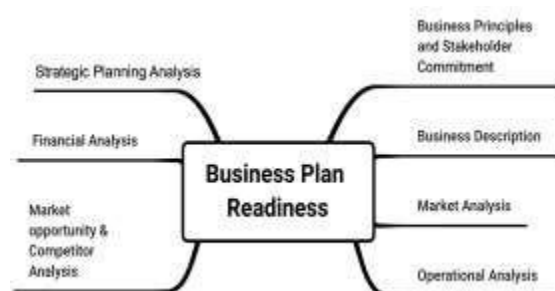 Business Principles
and Stakeholder
Commitment
Strategic Planning Analysis
Financial Analysis
Business Description
Business Plan
Readiness
Market
opportunity &
Competitor
Analysis
Market Analysis
Operational Analysis